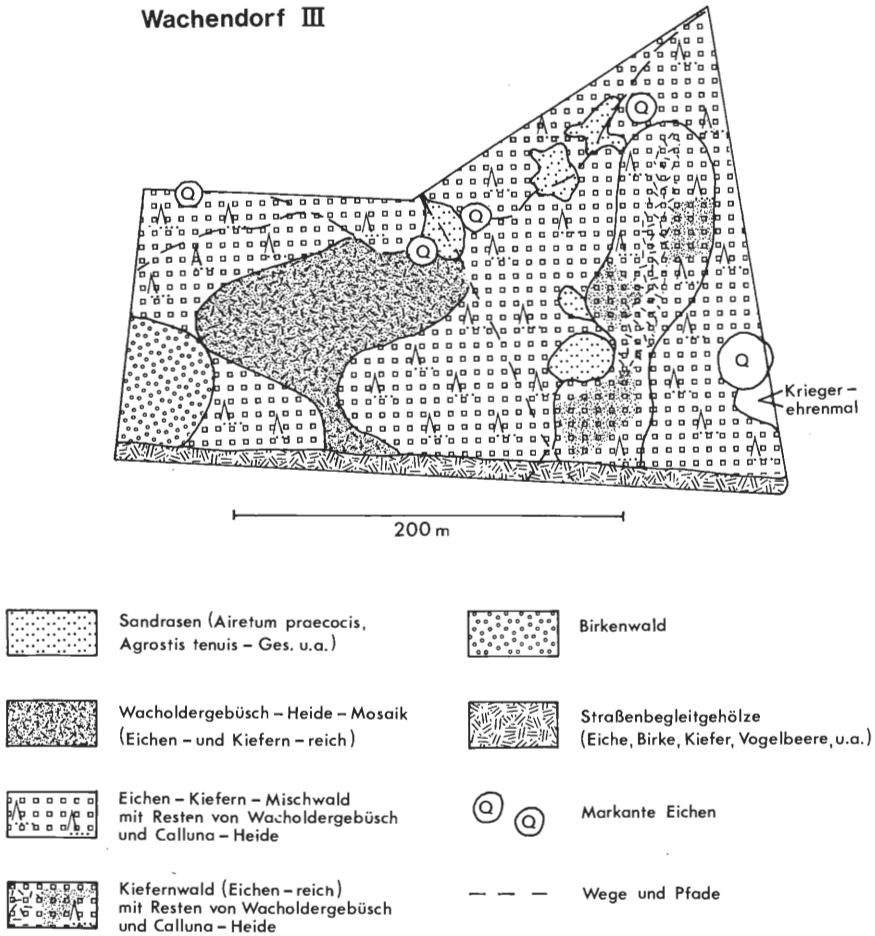 Wachendorf III
Q
Q
Q
Q
Q
Krieger-
ehrenmal
200 m
Sandrasen (Airetum praecocis,
Agrostis tenuis - Ges. u.a.)
Wacholdergebüsch - Heide - Mosaik
(Eichen - und Kiefern - reich)
Eichen - Kiefern - Mischwald
mit Resten von Wacholdergebüsch
und Calluna - Heide
Kiefernwald (Eichen - reich)
mit Resten von Wacholdergebüsch
und Calluna - Heide
Birkenwald
Straßenbegleitgehölze
(Eiche, Birke, Kiefer, Vogelbeere, u.a.)
Q Q
Markante Eichen
Wege und Pfade